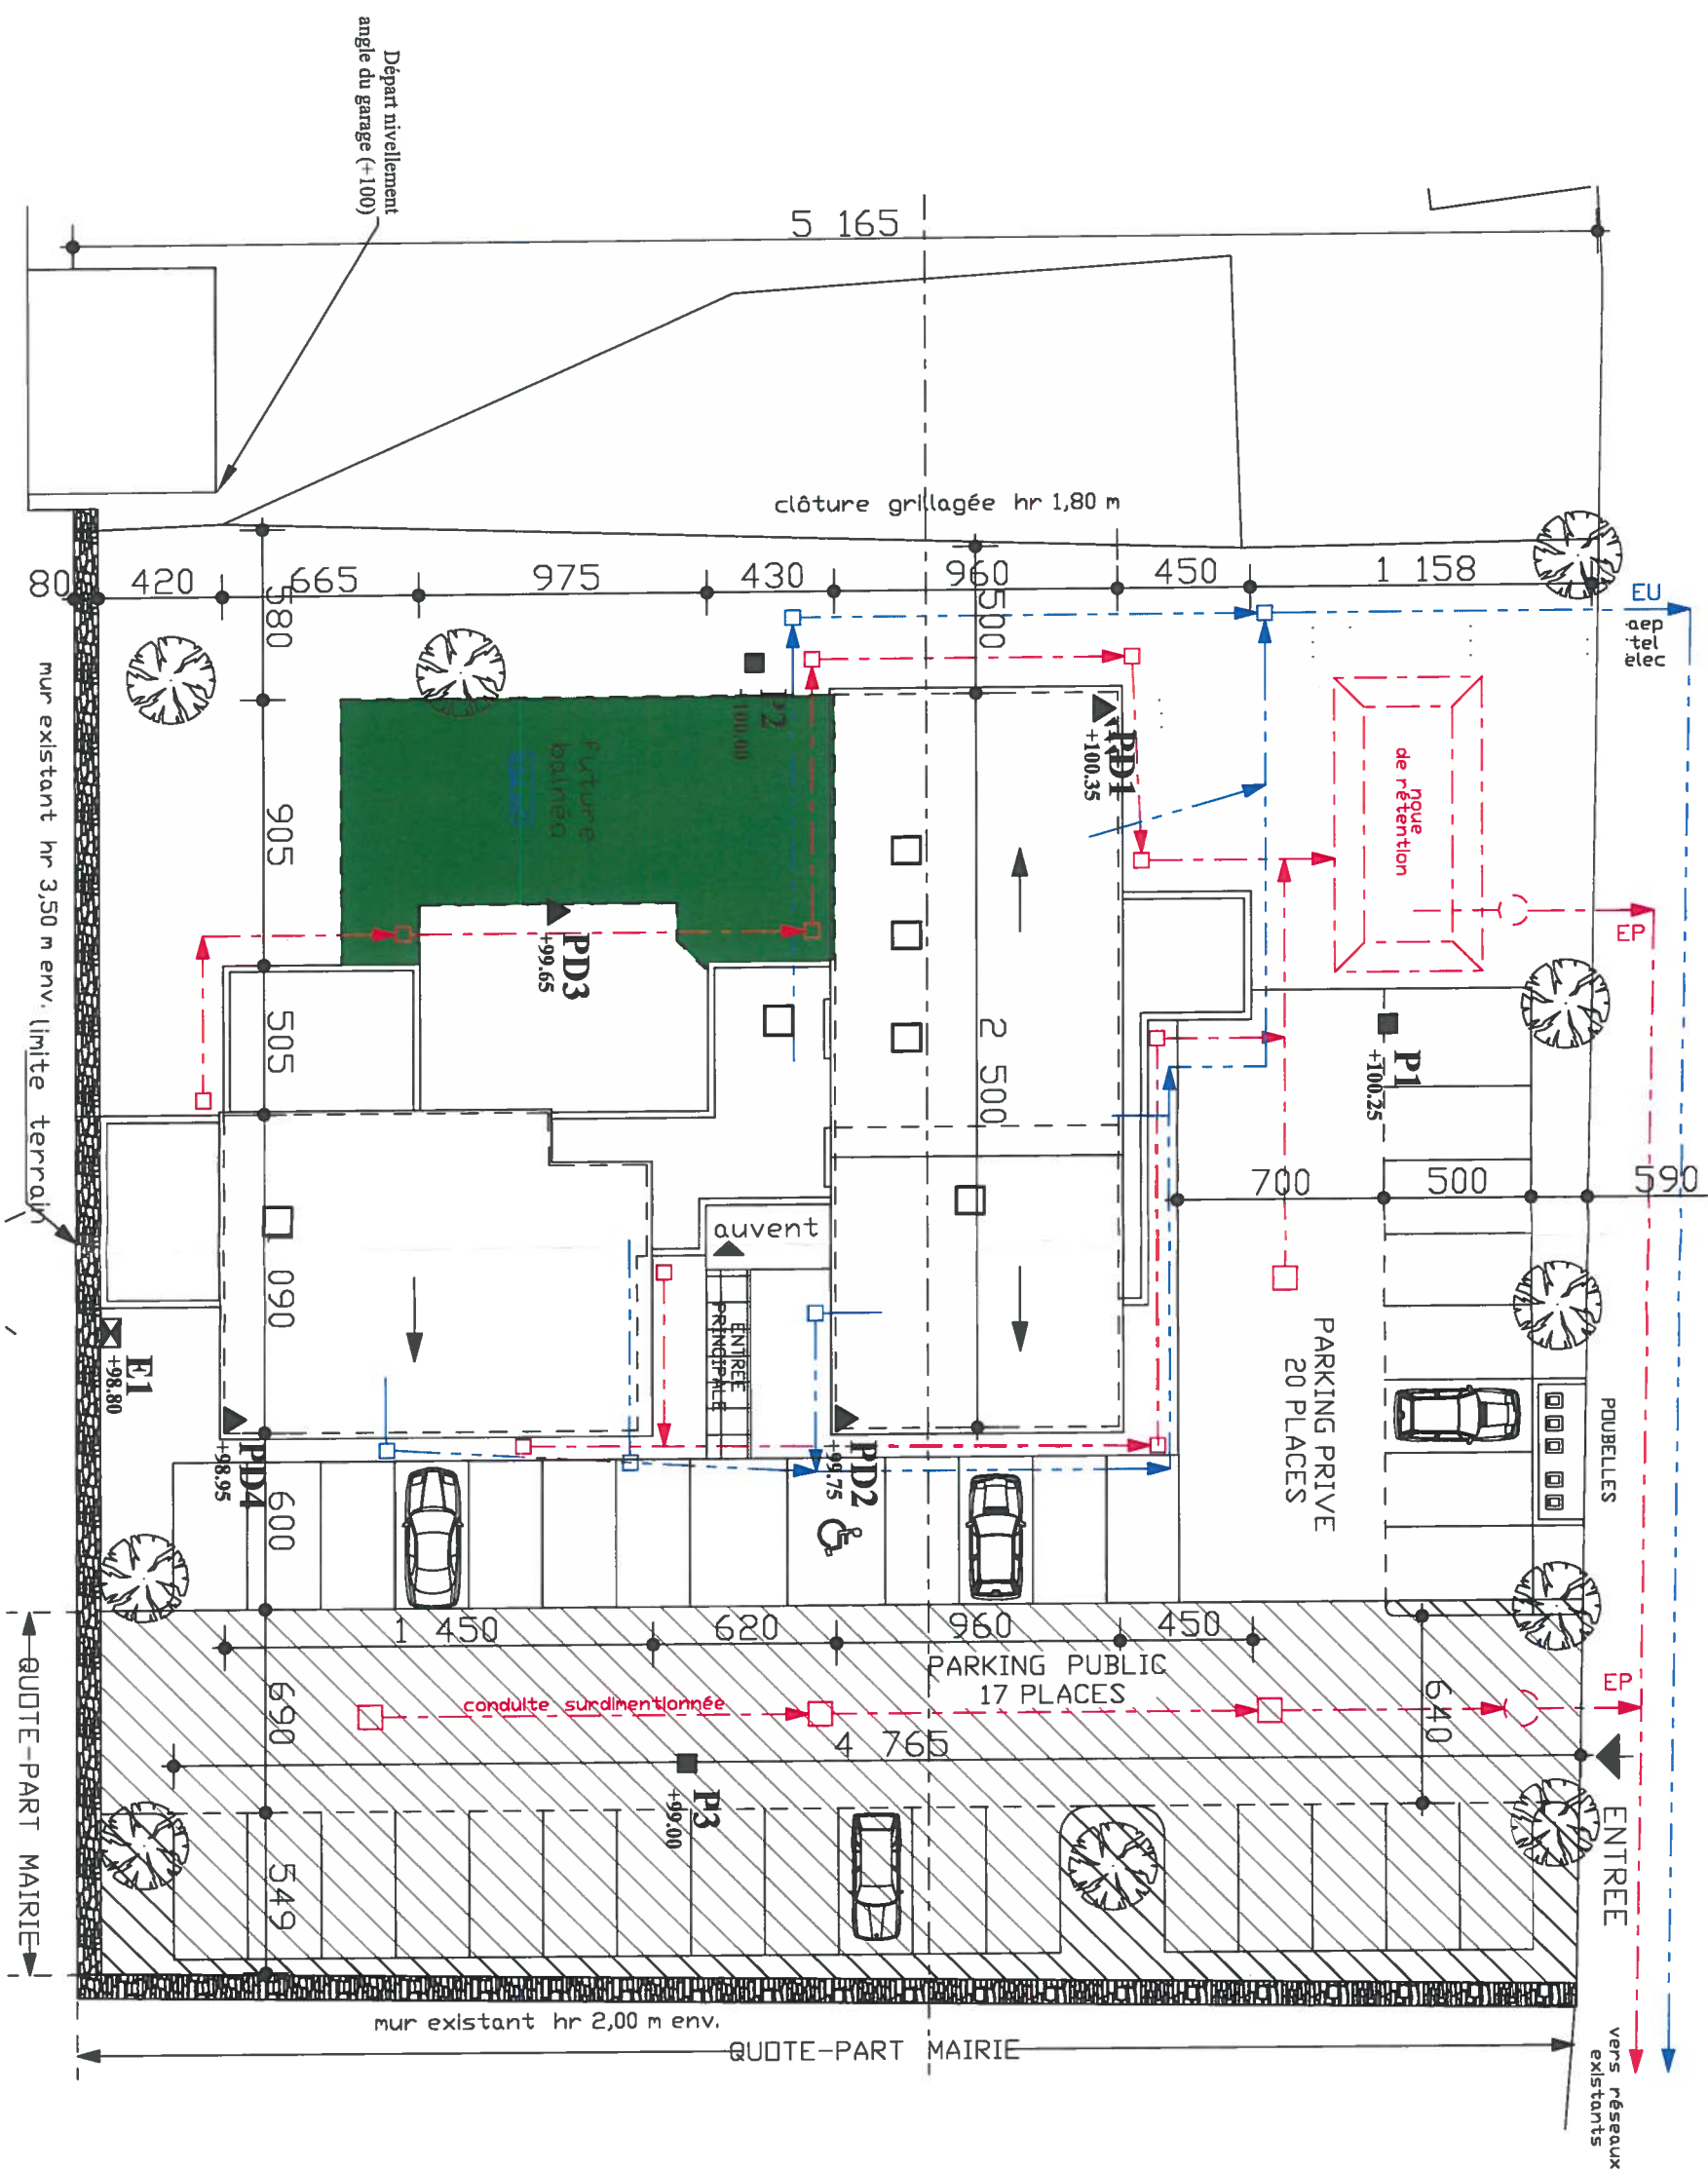 Départ nivellement
angle du garage (+100)
5 165
clôture grillagée hr 1,80 m
80
420
665
975
430
960
450
1 158
580
500
EU
aep
tel
elec
mur existant hr 3,50 m env. limite terrain
P2
+100.00
future
balnéo
PD1
+100.35
noue
de rétention
EP
905
PD3
+99.65
505
2 500
P1
+100.25
700
500
590
auvent
ENTREE
PRINCIPALE
PARKING PRIVE
20 PLACES
POUBELLES
E1
+98.80
1 090
PD4
+98.95
PD2
+99.75
600
1 450
620
960
450
PARKING PUBLIC
17 PLACES
conduite surdimentionnée
EP
690
640
4 765
P3
+99.00
ENTREE
549
QUOTE-PART MAIRIE
mur existant hr 2,00 m env.
QUOTE-PART MAIRIE
vers réseaux
existants